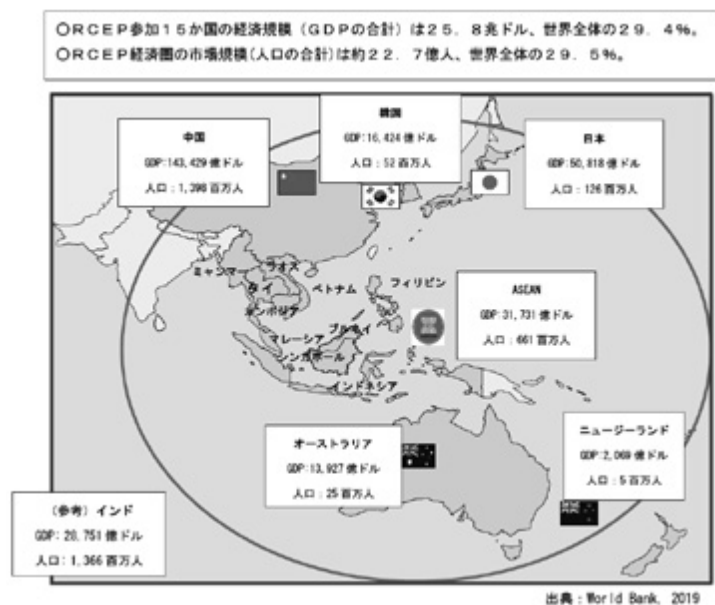 ○RCEP参加15か国の経済規模(GDPの合計)は25.8兆ドル、世界全体の29.4%。
○RCEP経済圏の市場規模(人口の合計)は約22.7億人、世界全体の29.5%。
韓国
GDP:16,424億ドル
人口:52百万人
中国
GDP:143,429億ドル
人口:1,398百万人
日本
GDP:50,818億ドル
人口:126百万人
ミャンマー
ラオス
タイ
ベトナム
フィリピン
カンボジア
ASEAN
GDP:31,731億ドル
人口:661百万人
マレーシア
ブルネイ
シンガポール
インドネシア
オーストラリア
GDP:13,927億ドル
人口:25百万人
ニュージーランド
GDP:2,069億ドル
人口:5百万人
(参考)インド
GDP:28,751億ドル
人口:1,366百万人
出典:World Bank, 2019